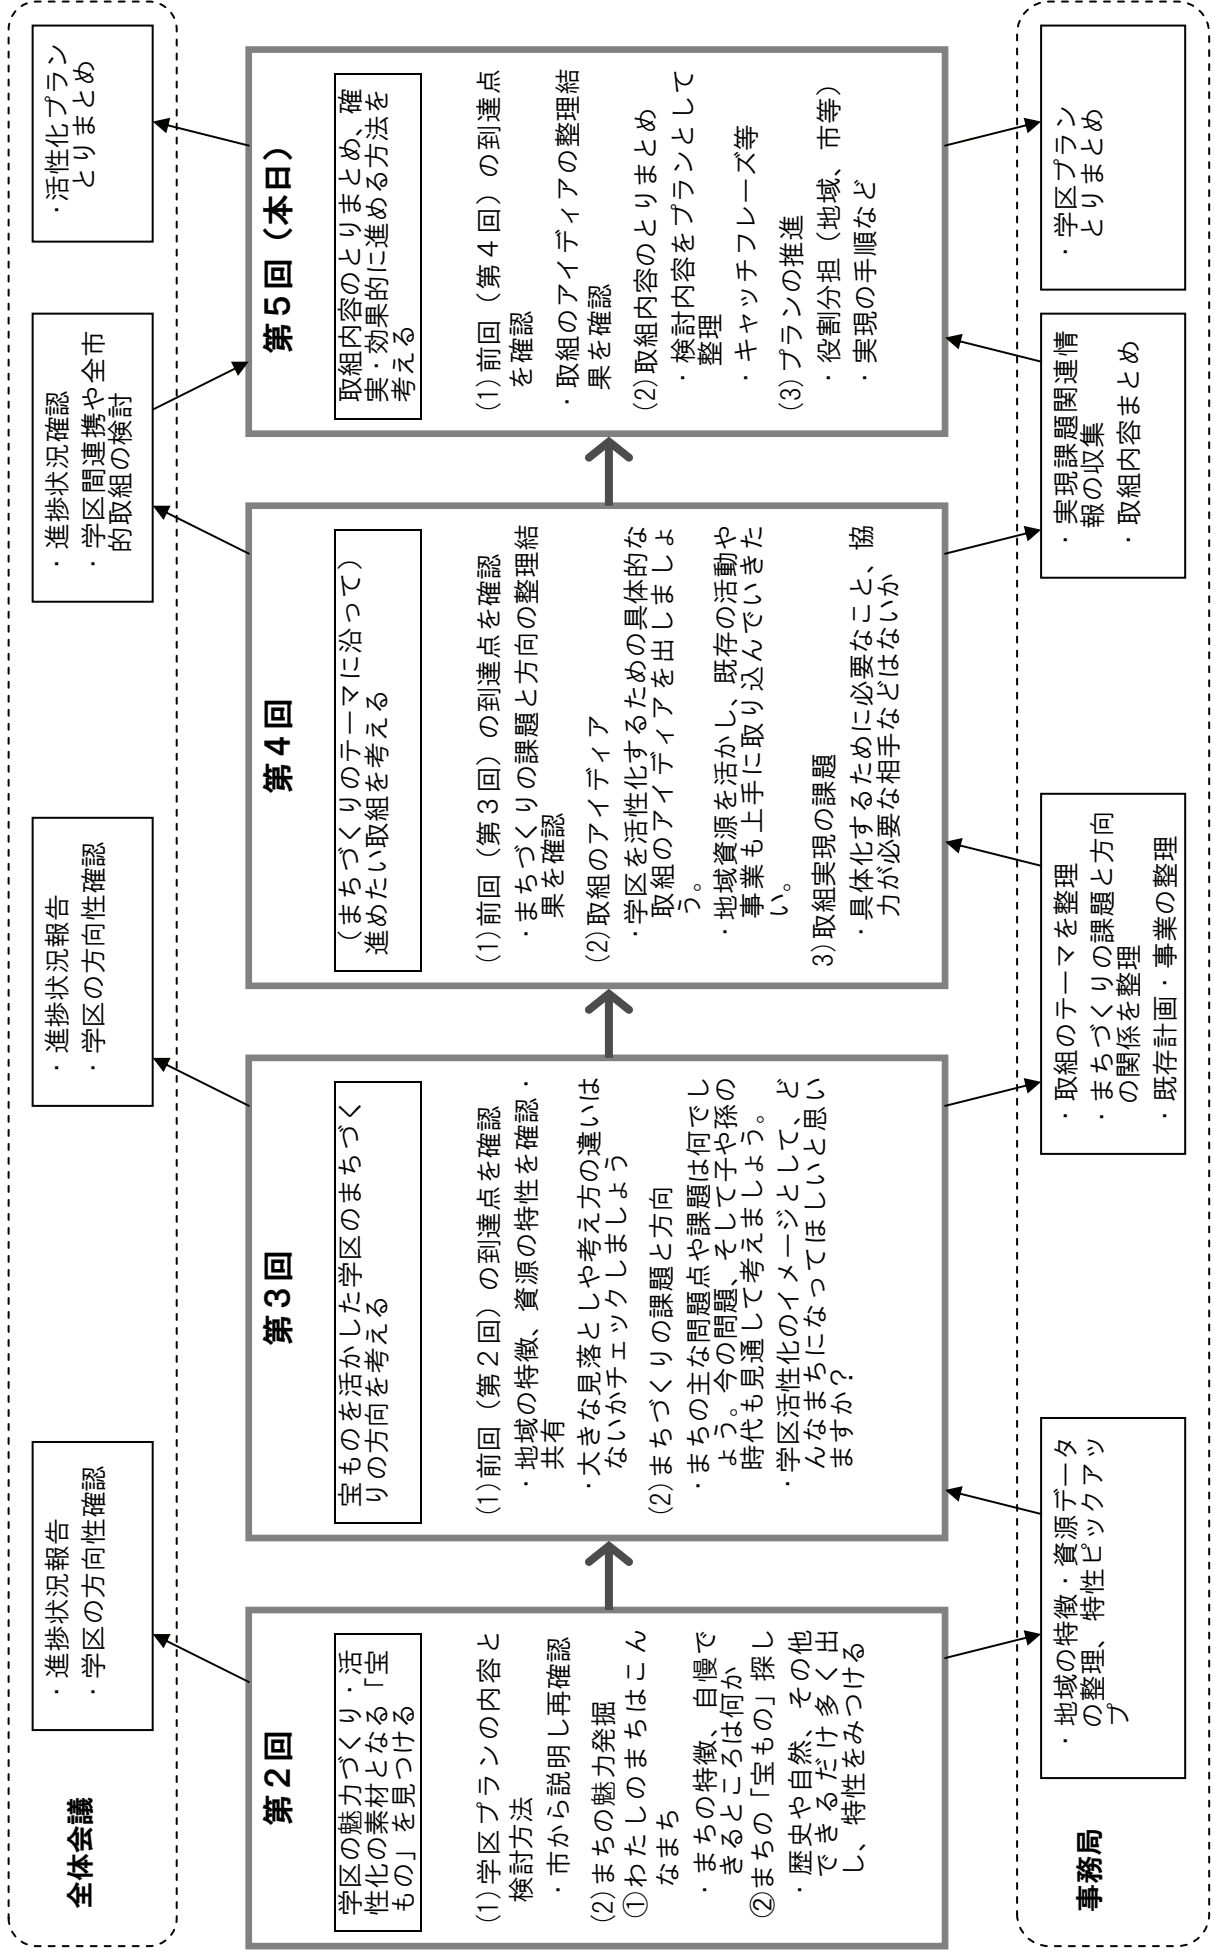 全体会議
・進捗状況報告
・学区の方向性確認
・進捗状況報告
・学区の方向性確認
・進捗状況確認
・学区間連携や全市
的取組の検討
・活性化プラン
とりまとめ
第２回
学区の魅力づくり・活
性化の素材となる「宝
もの」を見つける
(1)学区プランの内容と
検討方法
・市から説明し再確認
(2)まちの魅力発掘
①わたしのまちはこん
なまち
・まちの特徴、自慢で
きるところは何か
②まちの「宝もの」探し
・歴史や自然、その他
できるだけ多く出
し、特性をみつける
第３回
宝ものを活かした学区のまちづく
りの方向を考える
(1)前回（第２回）の到達点を確認
・地域の特徴、資源の特性を確認・
共有
・大きな見落としや考え方の違いは
ないかチェックしましょう
(2)まちづくりの課題と方向
・まちの主な問題点や課題は何でし
ょう。今の問題、そして子や孫の
時代も見通して考えましょう。
・学区活性化のイメージとして、ど
んなまちになってほしいと思い
ますか？
第４回
（まちづくりのテーマに沿って）
進めたい取組を考える
(1)前回（第３回）の到達点を確認
・まちづくりの課題と方向の整理結
果を確認
(2)取組のアイディア
・学区を活性化するための具体的な
取組のアイディアを出しましょ
う。
・地域資源を活かし、既存の活動や
事業も上手に取り込んでいきた
い。
3)取組実現の課題
・具体化するために必要なこと、協
力が必要な相手などはないか
第５回（本日）
取組内容のとりまとめ、確
実・効果的に進める方法を
考える
(1)前回（第４回）の到達点
を確認
・取組のアイディアの整理結
果を確認
(2)取組内容のとりまとめ
・検討内容をプランとして
整理
・キャッチフレーズ等
(3)プランの推進
・役割分担（地域、市等）
・実現の手順など
事務局
・地域の特徴・資源データ
の整理、特性ピックアッ
プ
・取組のテーマを整理
・まちづくりの課題と方向
の関係を整理
・既存計画・事業の整理
・実現課題関連情
報の収集
・取組内容まとめ
・学区プラン
とりまとめ